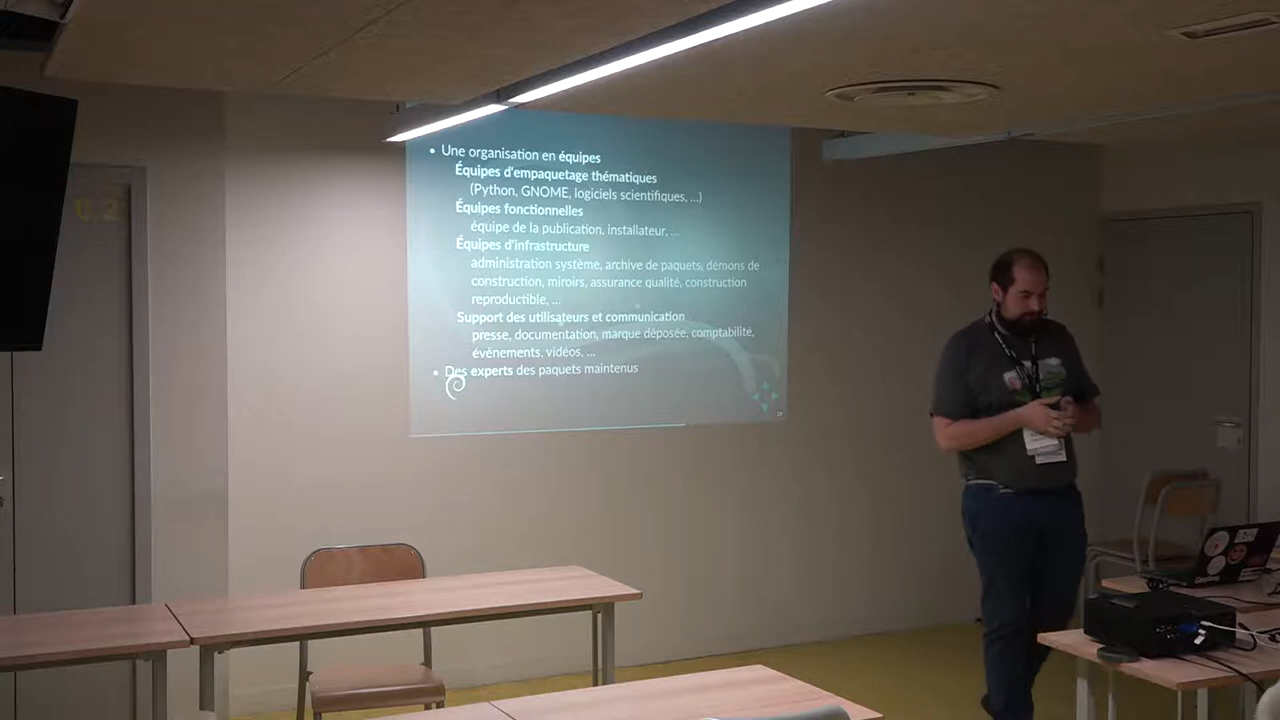 • Une organisation en équipes
Équipes d'empaquetage thématiques
(Python, GNOME, logiciels scientifiques, ...)
Équipes fonctionnelles
équipe de la publication, installateur, ...
Équipes d'infrastructure
administration système, archive de paquets, démons de
construction, miroirs, assurance qualité, construction
reproductible, ...
Support des utilisateurs et communication
presse, documentation, marque déposée, comptabilité,
évènements, vidéos, ...
• Des experts des paquets maintenus